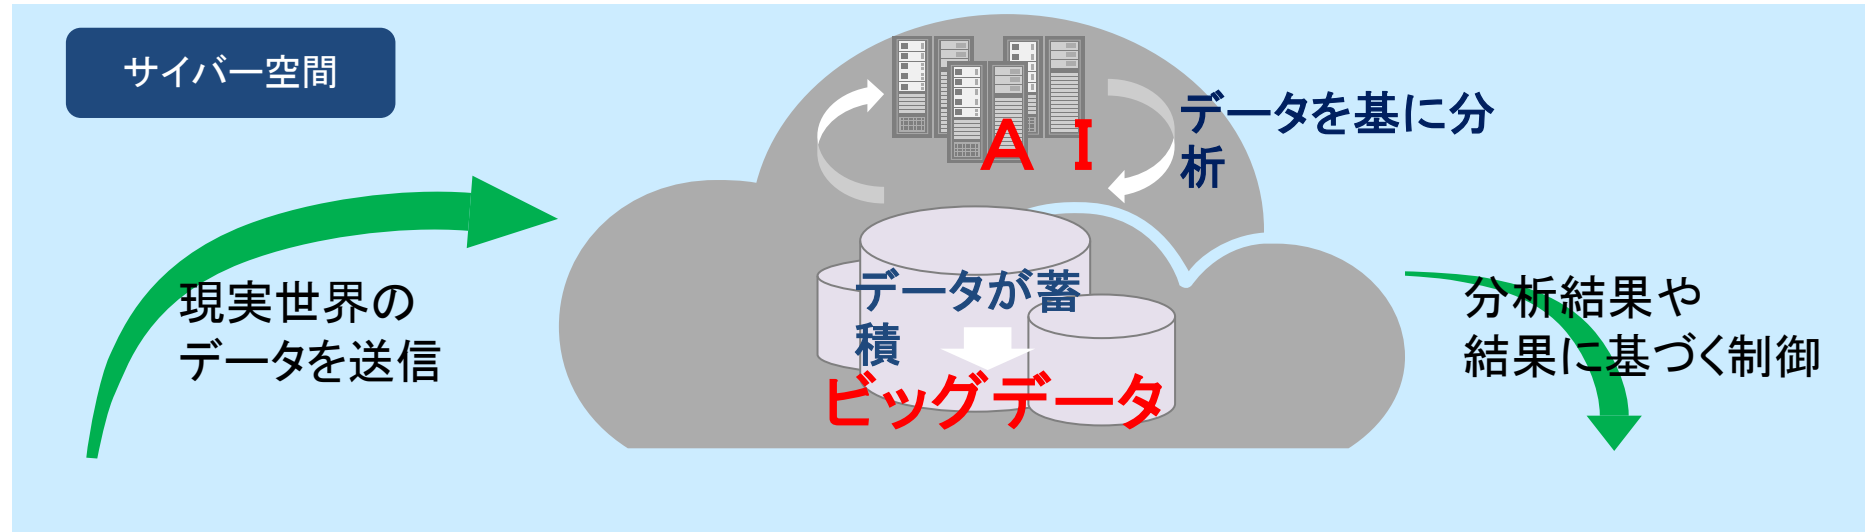 サイバー空間
ＡＩ
データを基に分
析
現実世界の
データを送信
データが蓄
積
ビッグデータ
分析結果や
結果に基づく制御